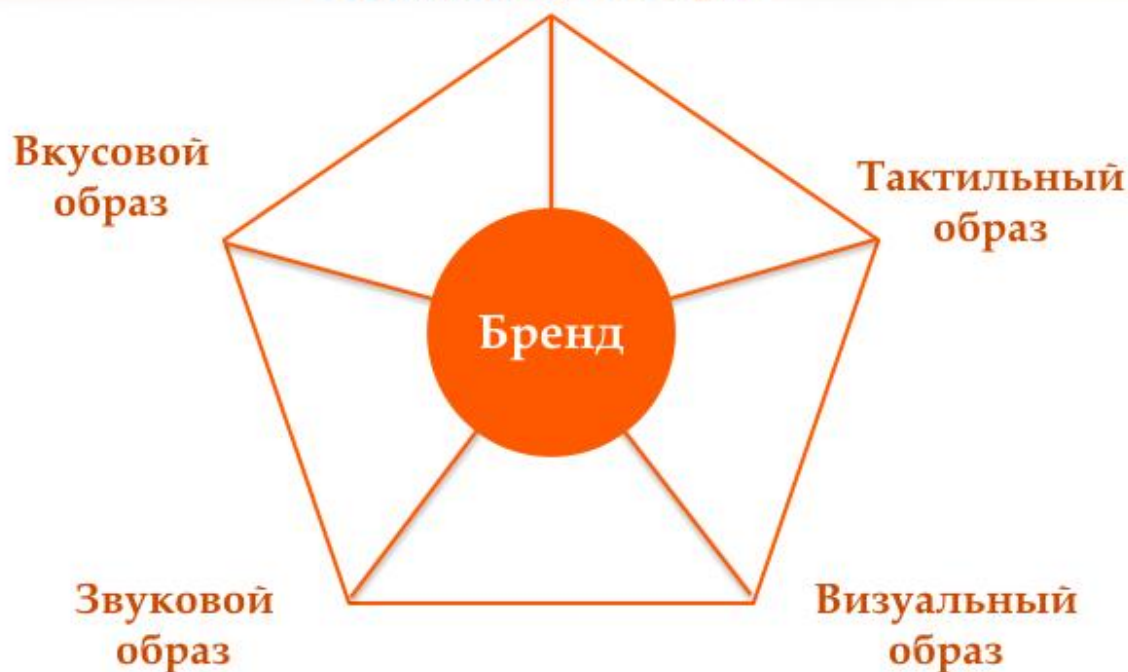 Вкусовой
образ
Тактильный
образ
Бренд
Звуковой
образ
Визуальный
образ